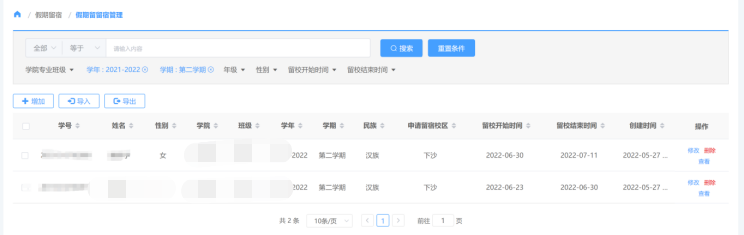 / 假期留宿 / 假期留宿管理
全部 等于 请输入内容 搜索 重置条件
学院专业班级 学年 : 2021-2022 学期 : 第二学期 年级 性别 留校开始时间 留校结束时间
+ 增加 导入 导出
学号 姓名 性别 学院 班级 学年 学期 民族 申请留宿校区 留校开始时间 留校结束时间 创建时间 操作
女 2022 第二学期 汉族 下沙 2022-06-30 2022-07-11 2022-05-27 ... 修改 删除
查看
2022 第二学期 汉族 下沙 2022-06-23 2022-06-30 2022-05-27 ... 修改 删除
查看
共 2 条 10条/页 < 1 > 前往 1 页